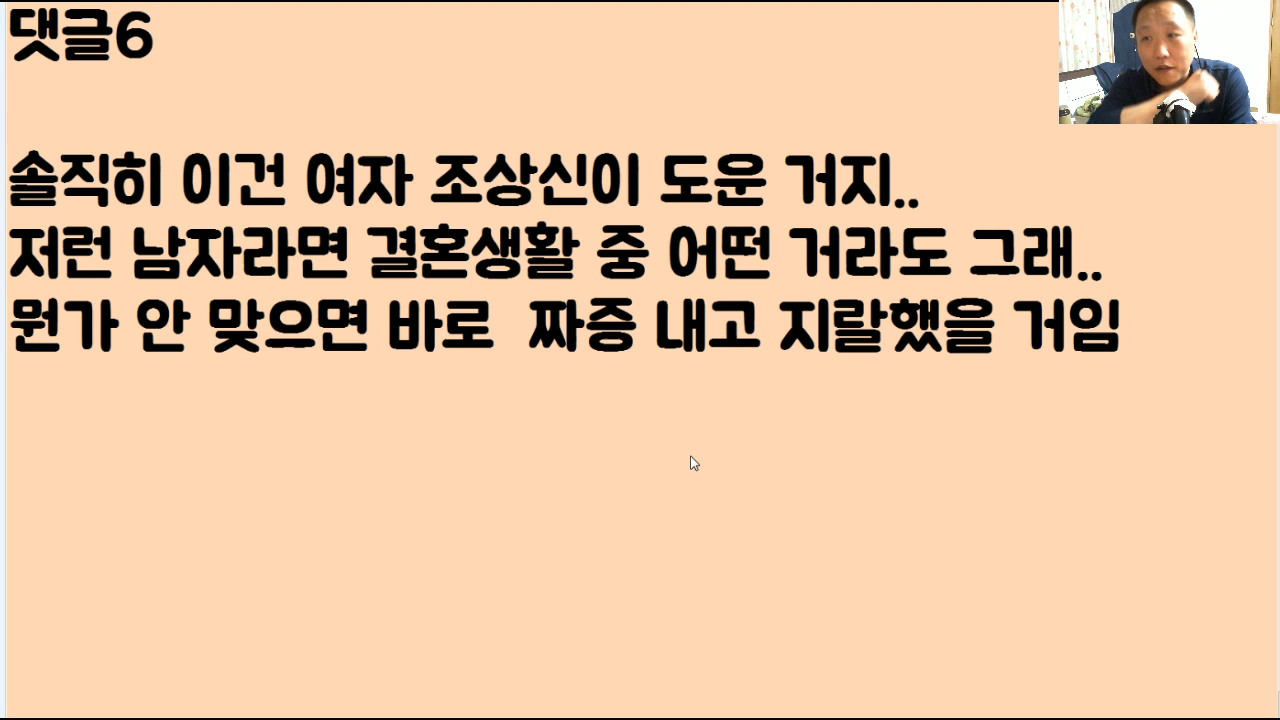 댓글6
솔직히 이건 여자 조상신이 도운 거지..
저런 남자라면 결혼생활 중 어떤 거라도 그래..
뭔가 안 맞으면 바로  짜증 내고 지랄했을 거임